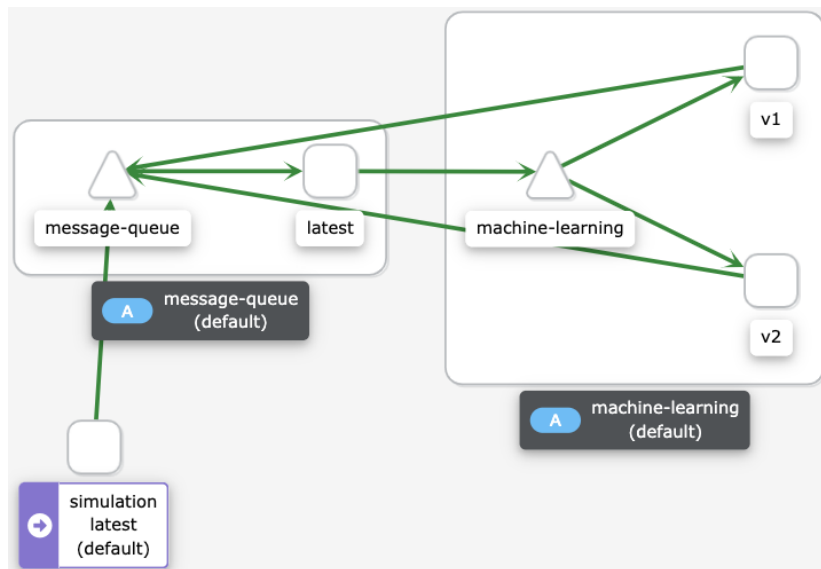 v1
message-queue
latest
machine-learning
A
message-queue
(default)
v2
A
machine-learning
(default)
simulation
latest
(default)